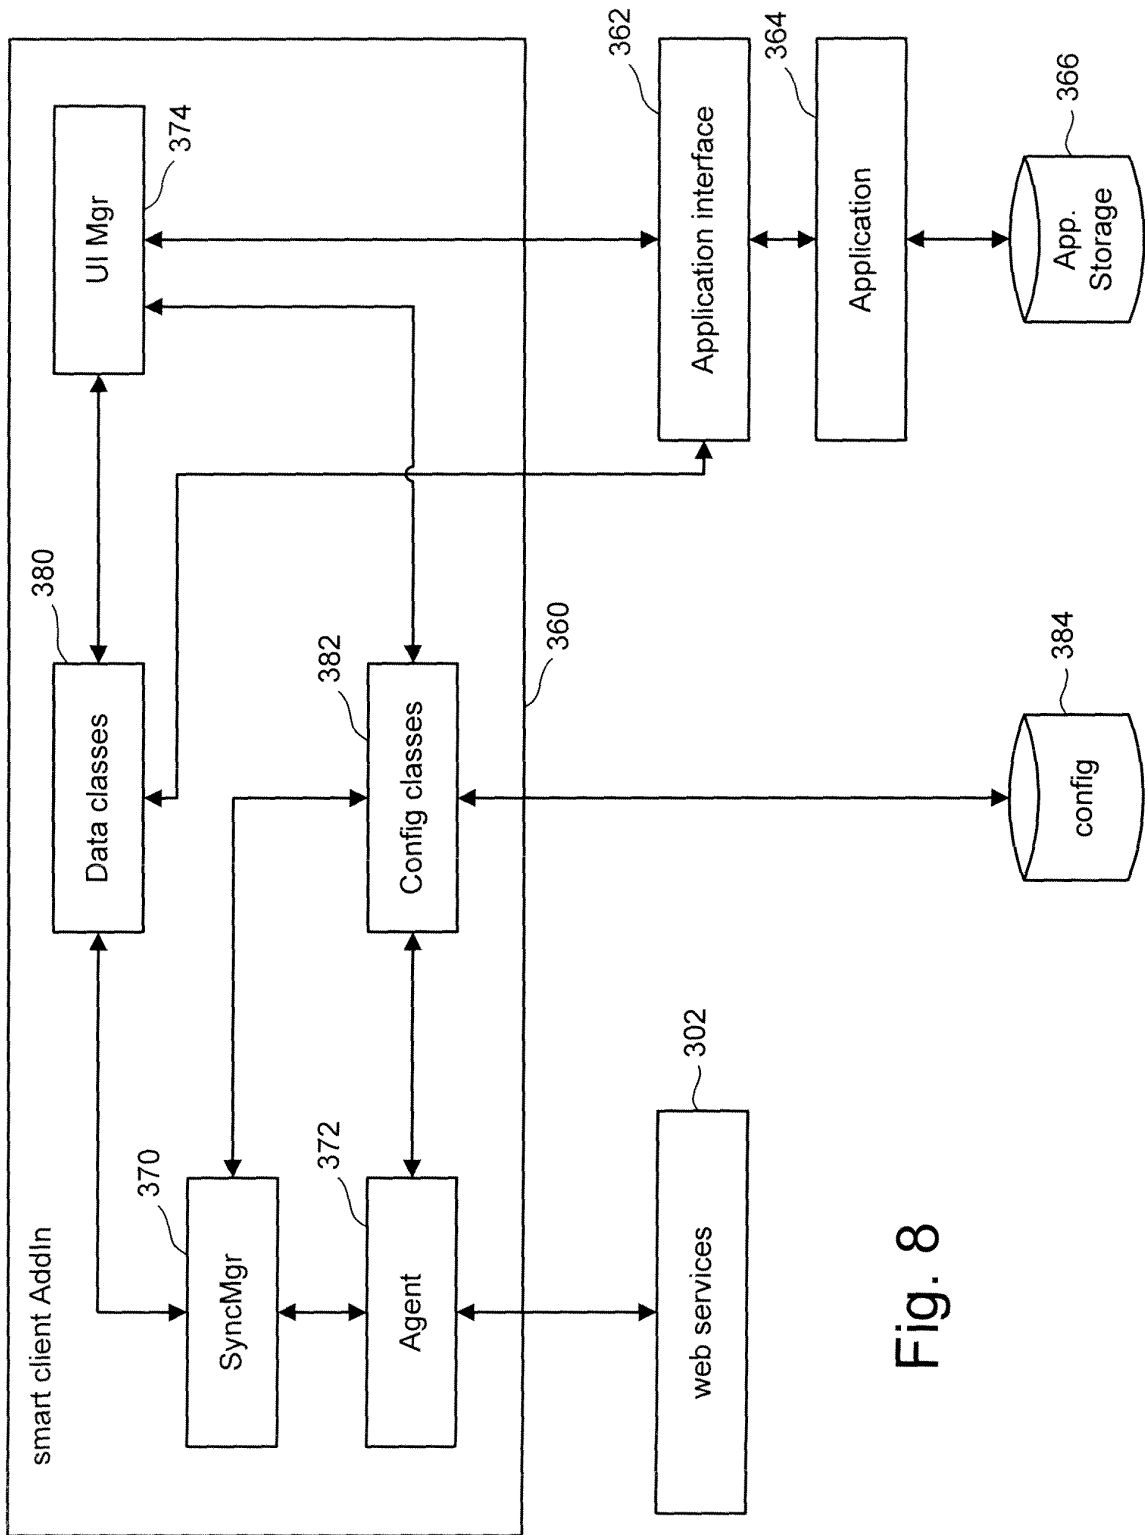 smart client AddIn
SyncMgr
370
Agent
372
Data classes
380
Config classes
382
UI Mgr
374
360
web services
302
Application interface
362
Application
364
config
384
App.
Storage
366
Fig. 8